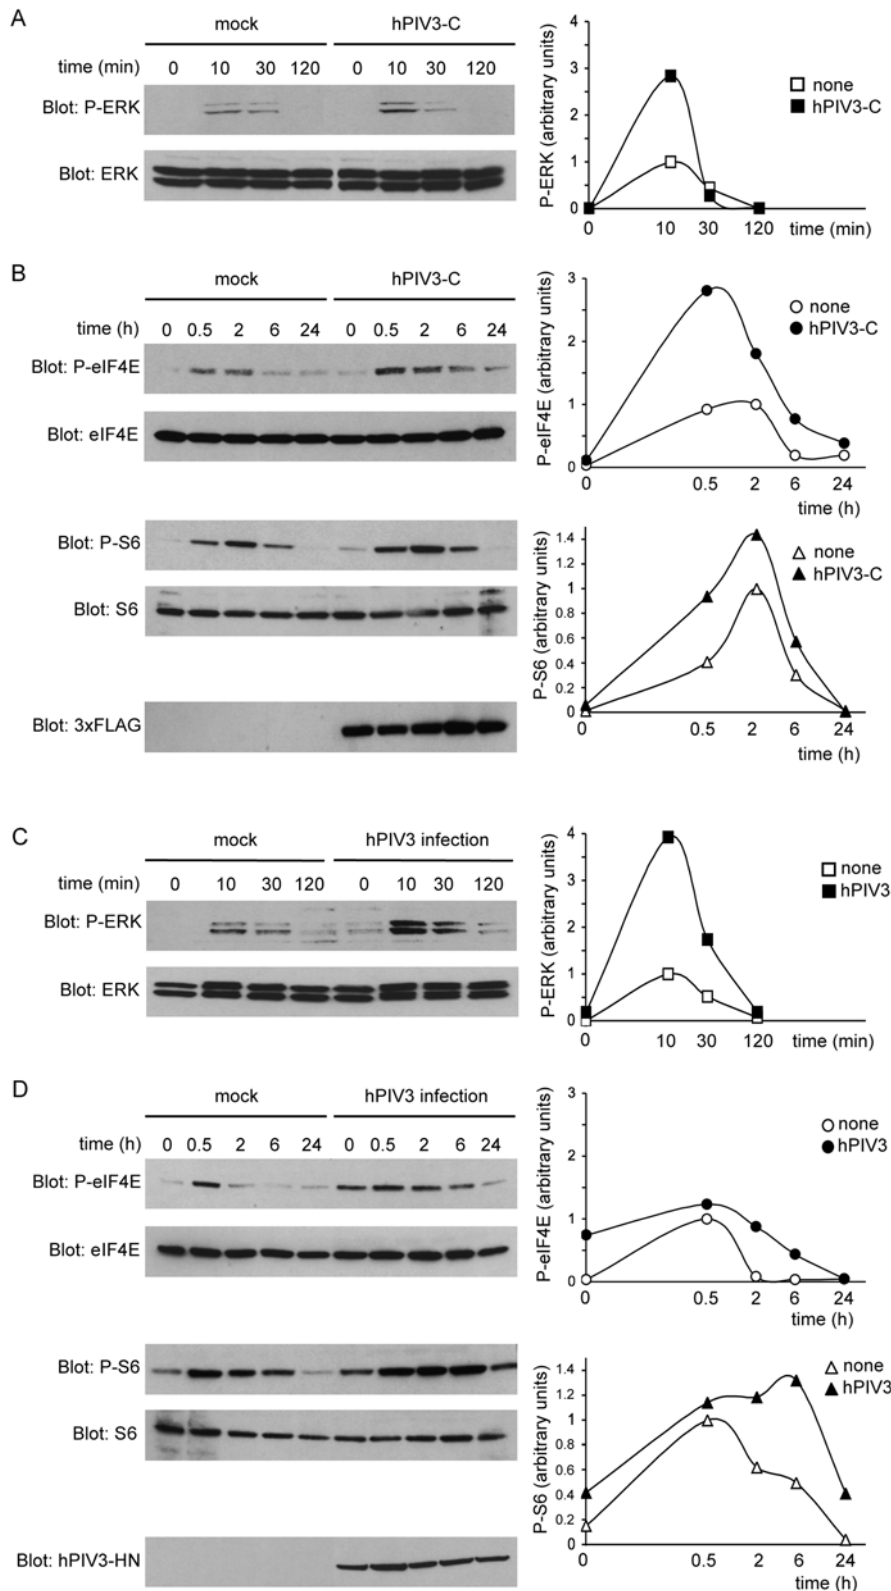 A
mock hPIV3-C
time (min) 0 10 30 120 0 10 30 120
Blot: P-ERK
Blot: ERK
P-ERK (arbitrary units)
4
3
2
1
0
0 10 30 120 time (min)
none
hPIV3-C
B
mock hPIV3-C
time (h) 0 0.5 2 6 24 0 0.5 2 6 24
Blot: P-eIF4E
Blot: eIF4E
P-eIF4E (arbitrary units)
3
2
1
0
0 0.5 2 6 24
time (h)
none
hPIV3-C
Blot: P-S6
Blot: S6
Blot: 3xFLAG
P-S6 (arbitrary units)
1.4
1.2
1
0.8
0.6
0.4
0.2
0
0 0.5 2 6 24
time (h)
none
hPIV3-C
C
mock hPIV3 infection
time (min) 0 10 30 120 0 10 30 120
Blot: P-ERK
Blot: ERK
P-ERK (arbitrary units)
4
3
2
1
0
0 10 30 120 time (min)
none
hPIV3
D
mock hPIV3 infection
time (h) 0 0.5 2 6 24 0 0.5 2 6 24
Blot: P-eIF4E
Blot: eIF4E
P-eIF4E (arbitrary units)
3
2
1
0
0 0.5 2 6 24
time (h)
none
hPIV3
Blot: P-S6
Blot: S6
Blot: hPIV3-HN
P-S6 (arbitrary units)
1.4
1.2
1
0.8
0.6
0.4
0.2
0
0 0.5 2 6 24
time (h)
none
hPIV3